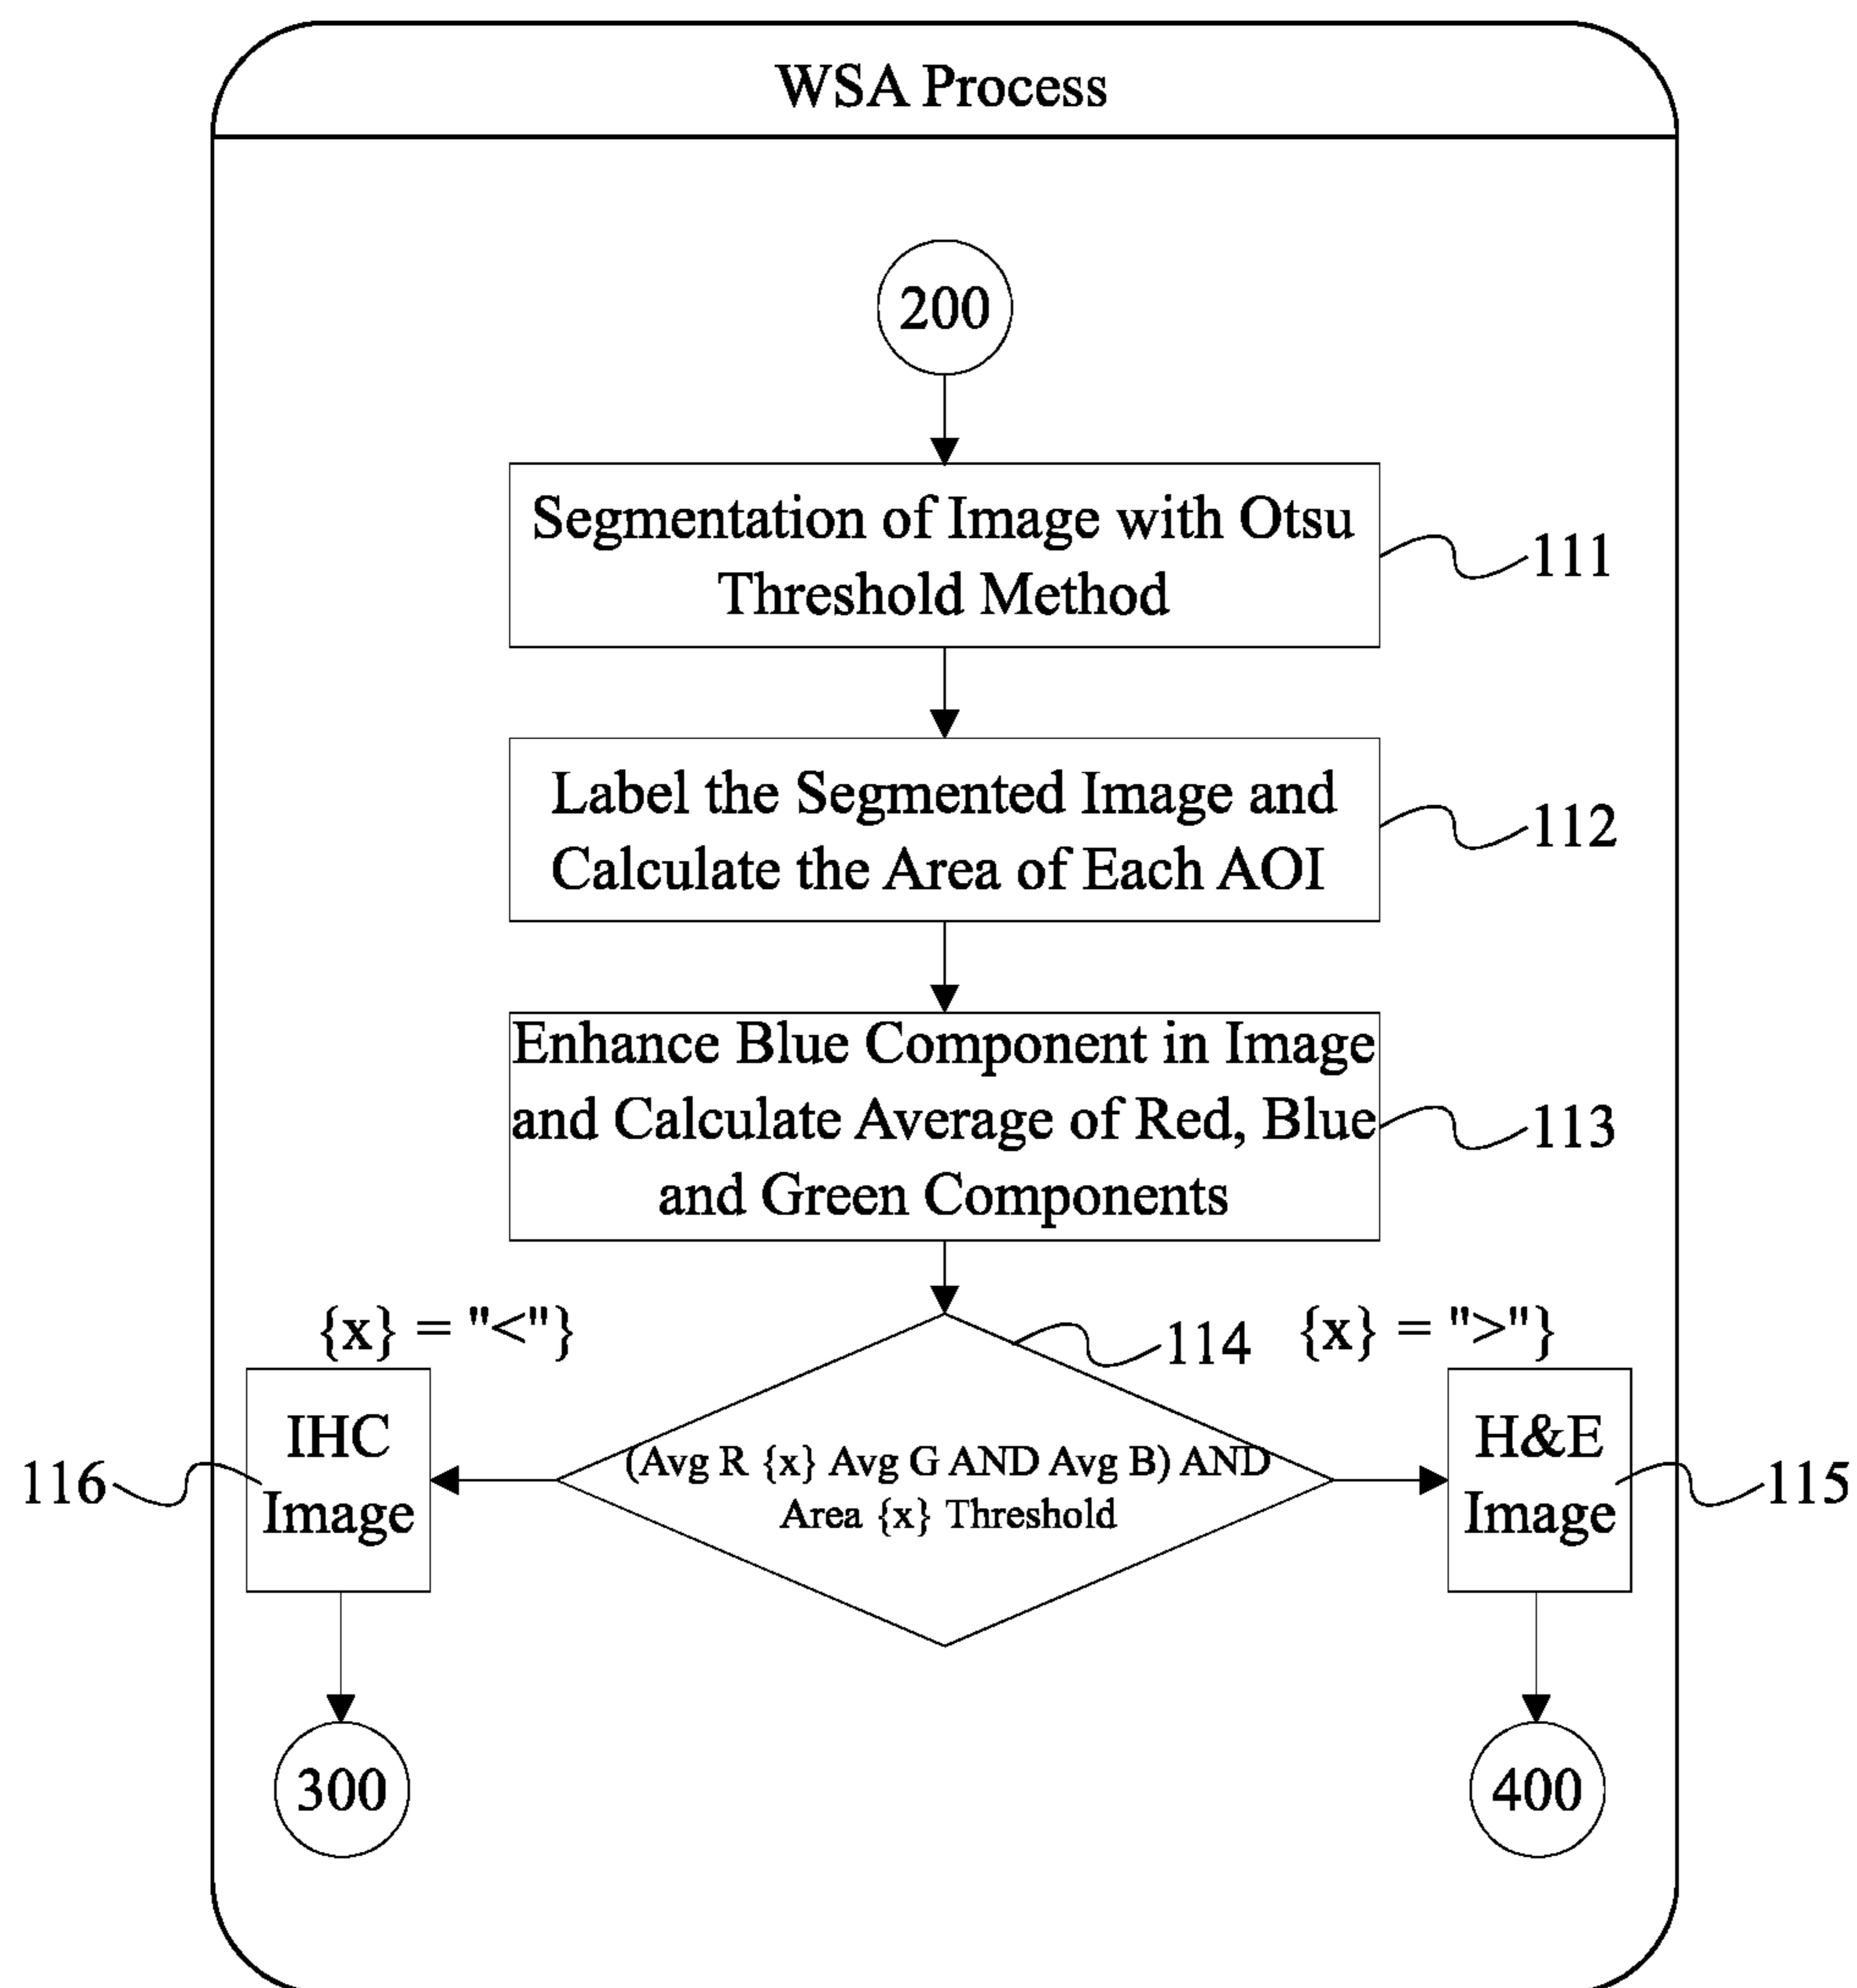 WSA Process
200
Segmentation of Image with Otsu
Threshold Method
111
Label the Segmented Image and
Calculate the Area of Each AOI
112
Enhance Blue Component in Image
and Calculate Average of Red, Blue
and Green Components
113
{x} = "<"}
114
{x} = ">"}
IHC
Image
116
(Avg R {x} Avg G AND Avg B) AND
Area {x} Threshold
H&E
Image
115
300
400